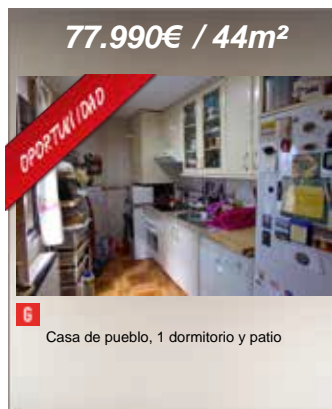 77.990€ / 44m²
OPORTUNIDAD
G
Casa de pueblo, 1 dormitorio y patio